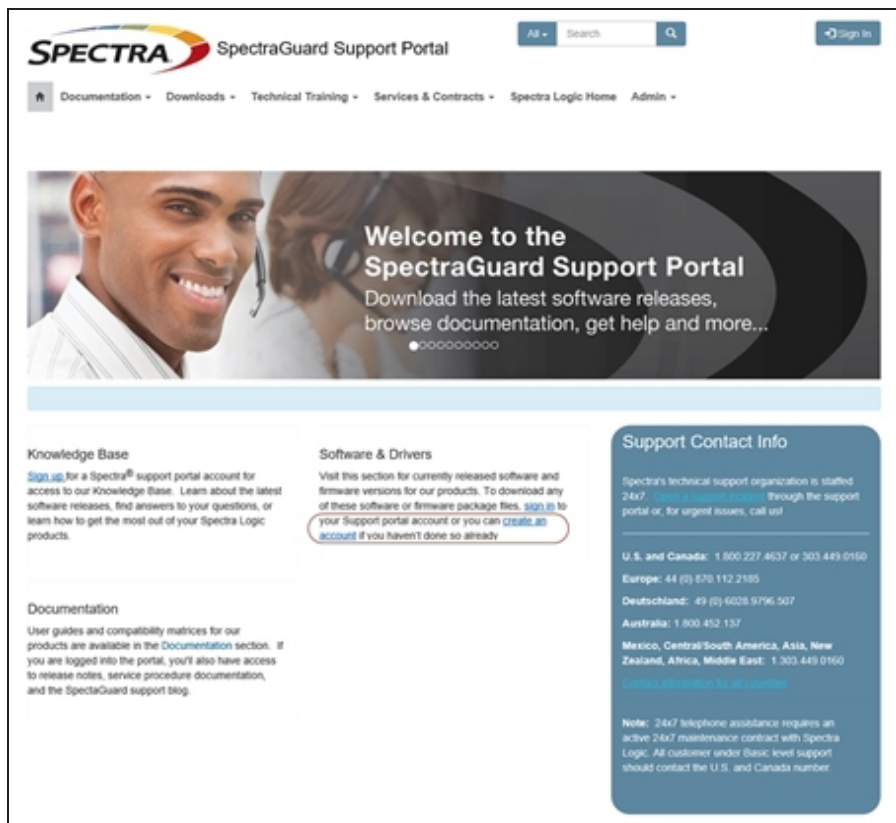 SPECTRA
SpectraGuard Support Portal
All
Search
Sign In
Documentation
Downloads
Technical Training
Services & Contracts
Spectra Logic Home
Admin
Welcome to the
SpectraGuard Support Portal
Download the latest software releases,
browse documentation, get help and more...
Knowledge Base
Sign up for a Spectra® support portal account for
access to our Knowledge Base. Learn about the latest
software releases, find answers to your questions, or
learn how to get the most out of your Spectra Logic
products.
Software & Drivers
Visit this section for currently released software and
firmware versions for our products. To download any
of these software or firmware package files, sign in to
your Support portal account or you can create an
account if you haven't done so already
Documentation
User guides and compatibility matrices for our
products are available in the Documentation section. If
you are logged into the portal, you'll also have access
to release notes, service procedure documentation,
and the SpectaGuard support blog.
Support Contact Info
Spectra's technical support organization is staffed
24x7. Open a support incident through the support
portal or, for urgent issues, call us!
U.S. and Canada: 1.800.227.4637 or 303.449.0160
Europe: 44 (0) 870.112.2185
Deutschland: 49 (0) 6028.9796.507
Australia: 1.800.452.137
Mexico, Central/South America, Asia, New
Zealand, Africa, Middle East: 1.303.449.0160
Contact information for all countries
Note: 24x7 telephone assistance requires an
active 24x7 maintenance contract with Spectra
Logic. All customer under Basic level support
should contact the U.S. and Canada number.